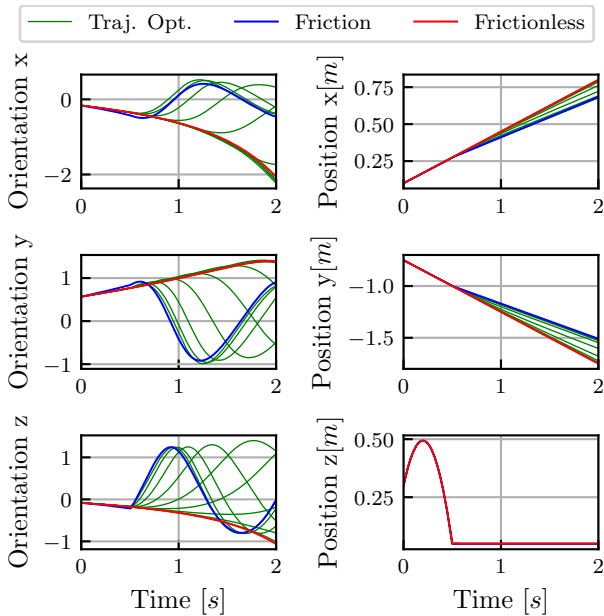 Traj. Opt. Friction Frictionless
Orientation x
0
−2
0 1 2
Position x[m]
0.75
0.50
0.25
0 1 2
Orientation y
1
0
−1
0 1 2
Position y[m]
−1.0
−1.5
0 1 2
Orientation z
1
0
−1
0 1 2
Time [s]
Position z[m]
0.50
0.25
0 1 2
Time [s]